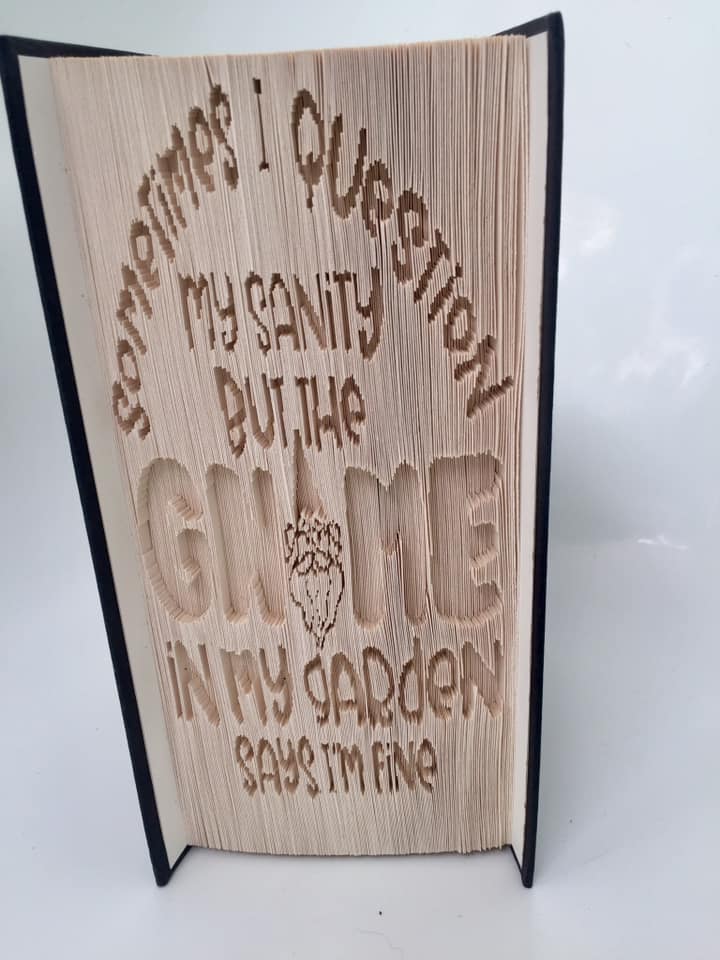 SOMETIMES I QUESTION
MY SANITY
BUT THE
GNOME
IN MY GARDEN
SAYS I'M FINE